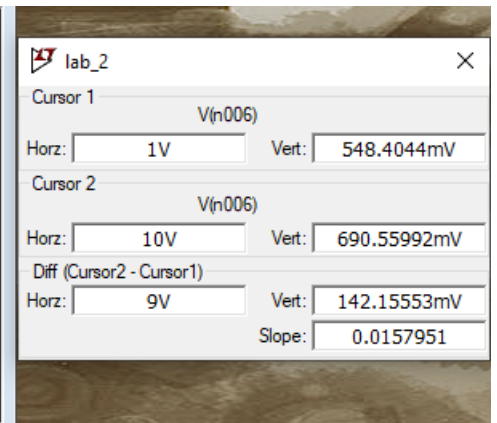 lab_2
Cursor 1
V(n006)
Horz: 1V Vert: 548.4044mV
Cursor 2
V(n006)
Horz: 10V Vert: 690.55992mV
Diff (Cursor2 - Cursor1)
Horz: 9V Vert: 142.15553mV
Slope: 0.0157951